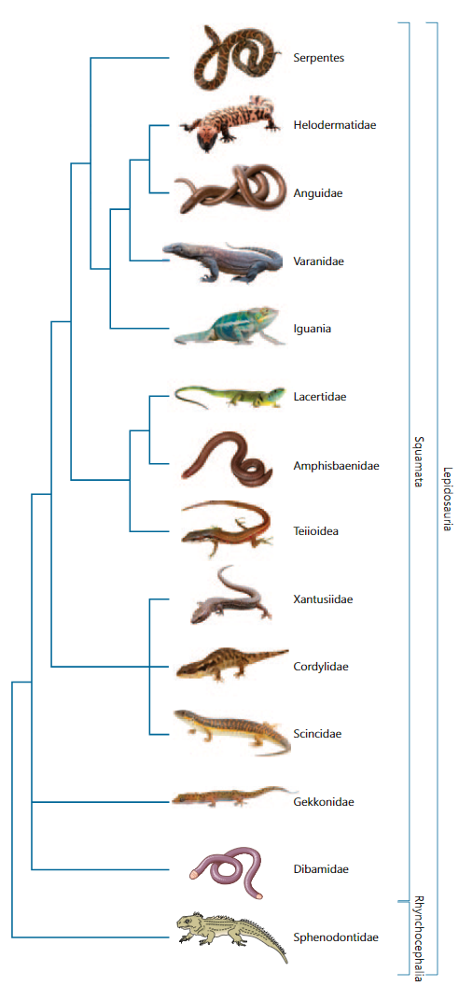 Serpentes
Helodermatidae
Anguidae
Varanidae
Iguania
Lacertidae
Amphisbaenidae
Teiioidea
Xantusiidae
Cordylidae
Scincidae
Gekkonidae
Dibamidae
Sphenodontidae
Squamata
Rhynchocephalia
Lepidosauria